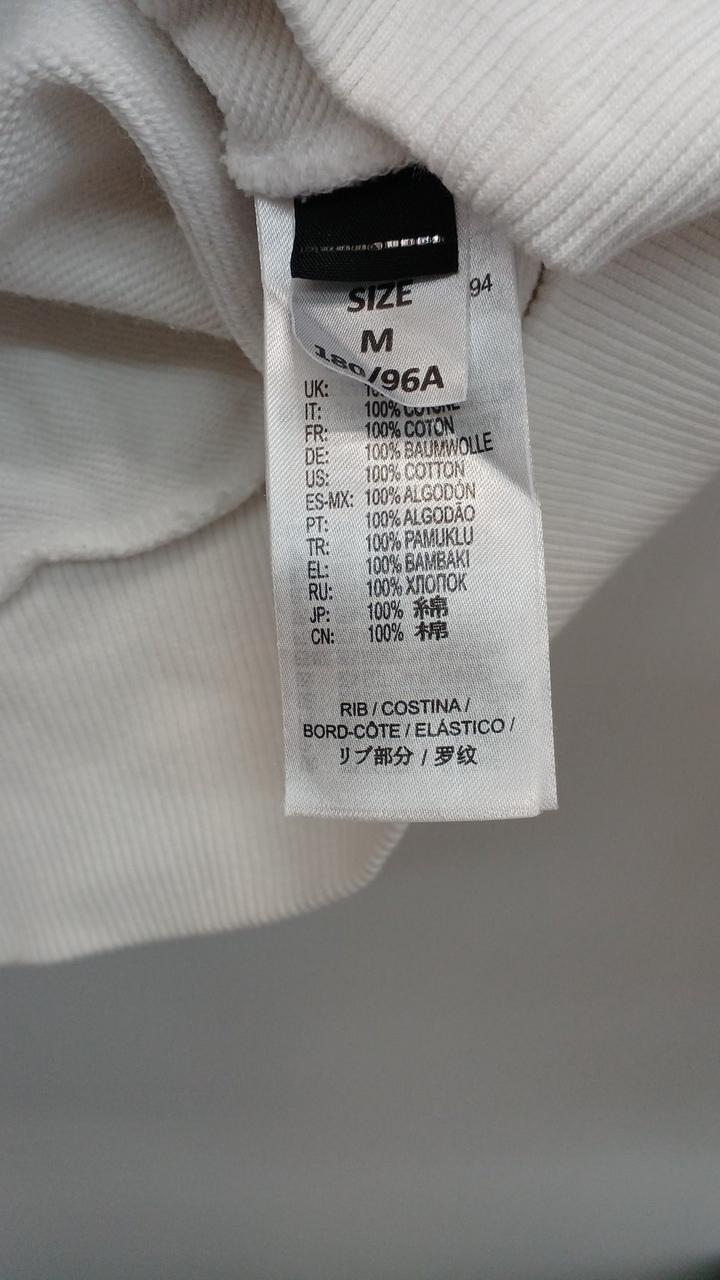 94
SIZE
M
180/96A
UK:
IT: 100% COTONE
FR: 100% COTON
DE: 100% BAUMWOLLE
US: 100% COTTON
ES-MX: 100% ALGODÓN
PT: 100% ALGODÃO
TR: 100% PAMUKLU
EL: 100% BAMBAKI
RU: 100% ХЛОПОК
JP: 100% 綿
CN: 100% 棉
RIB / COSTINA /
BORD-CÔTE / ELÁSTICO /
リブ部分 / 罗纹